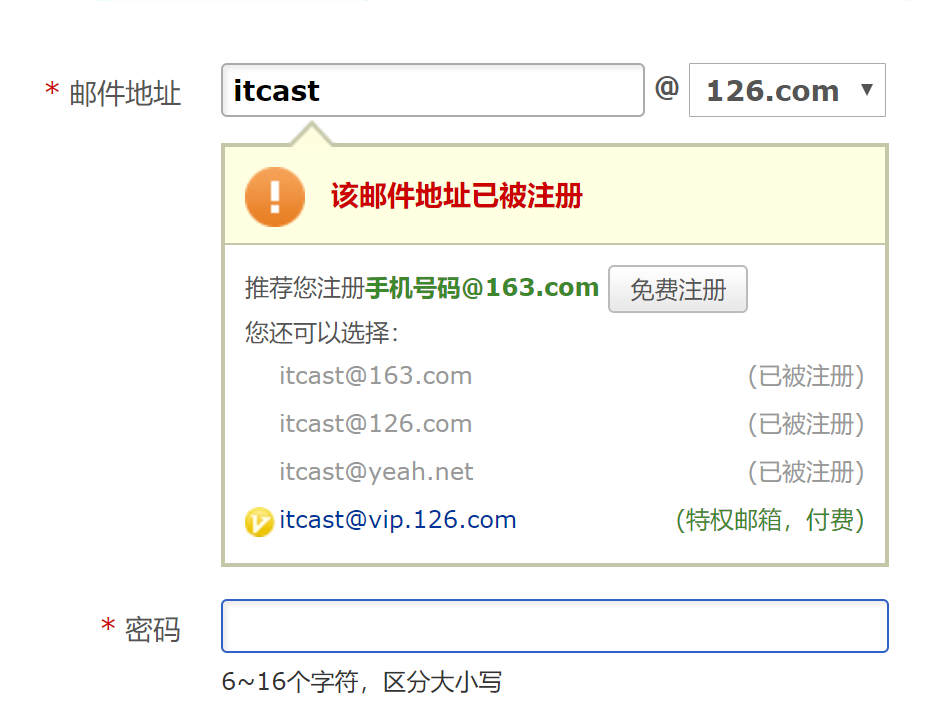 * 邮件地址 itcast @ 126.com ▼
! 该邮件地址已被注册
推荐您注册手机号码@163.com 免费注册
您还可以选择：
itcast@163.com (已被注册)
itcast@126.com (已被注册)
itcast@yeah.net (已被注册)
V itcast@vip.126.com (特权邮箱，付费)
* 密码
6~16个字符，区分大小写